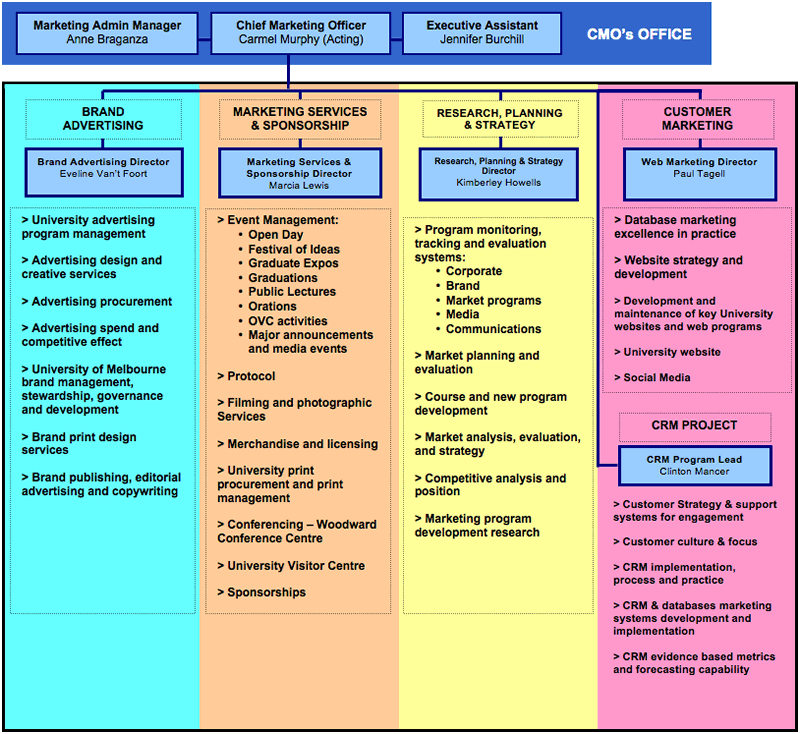 Marketing Admin Manager
Anne Braganza
Chief Marketing Officer
Carmel Murphy (Acting)
Executive Assistant
Jennifer Burchill
CMO's OFFICE
BRAND
ADVERTISING
Brand Advertising Director
Eveline Van't Foort
> University advertising
program management
> Advertising design and
creative services
> Advertising procurement
> Advertising spend and
competitive effect
> University of Melbourne
brand management,
stewardship, governance
and development
> Brand print design
services
> Brand publishing, editorial
advertising and copywriting
MARKETING SERVICES
& SPONSORSHIP
Marketing Services &
Sponsorship Director
Marcia Lewis
> Event Management:
• Open Day
• Festival of Ideas
• Graduate Expos
• Graduations
• Public Lectures
• Orations
• OVC activities
• Major announcements
and media events
> Protocol
> Filming and photographic
Services
> Merchandise and licensing
> University print
procurement and print
management
> Conferencing – Woodward
Conference Centre
> University Visitor Centre
> Sponsorships
RESEARCH, PLANNING
& STRATEGY
Research, Planning & Strategy
Director
Kimberley Howells
> Program monitoring,
tracking and evaluation
systems:
• Corporate
• Brand
• Market programs
• Media
• Communications
> Market planning and
evaluation
> Course and new program
development
> Market analysis, evaluation,
and strategy
> Competitive analysis and
position
> Marketing program
development research
CUSTOMER
MARKETING
Web Marketing Director
Paul Tagell
> Database marketing
excellence in practice
> Website strategy and
development
> Development and
maintenance of key University
websites and web programs
> University website
> Social Media
CRM PROJECT
CRM Program Lead
Clinton Mancer
> Customer Strategy & support
systems for engagement
> Customer culture & focus
> CRM implementation,
process and practice
> CRM & databases marketing
systems development and
implementation
> CRM evidence based metrics
and forecasting capability